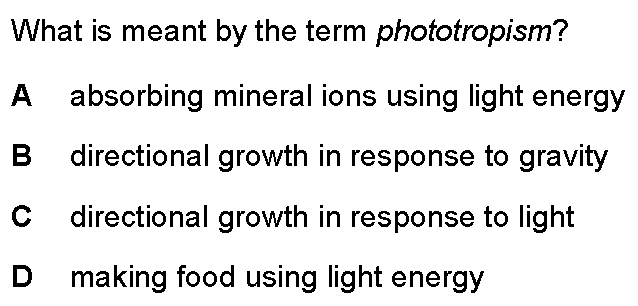 What is meant by the term phototropism?
A absorbing mineral ions using light energy
B directional growth in response to gravity
C directional growth in response to light
D making food using light energy